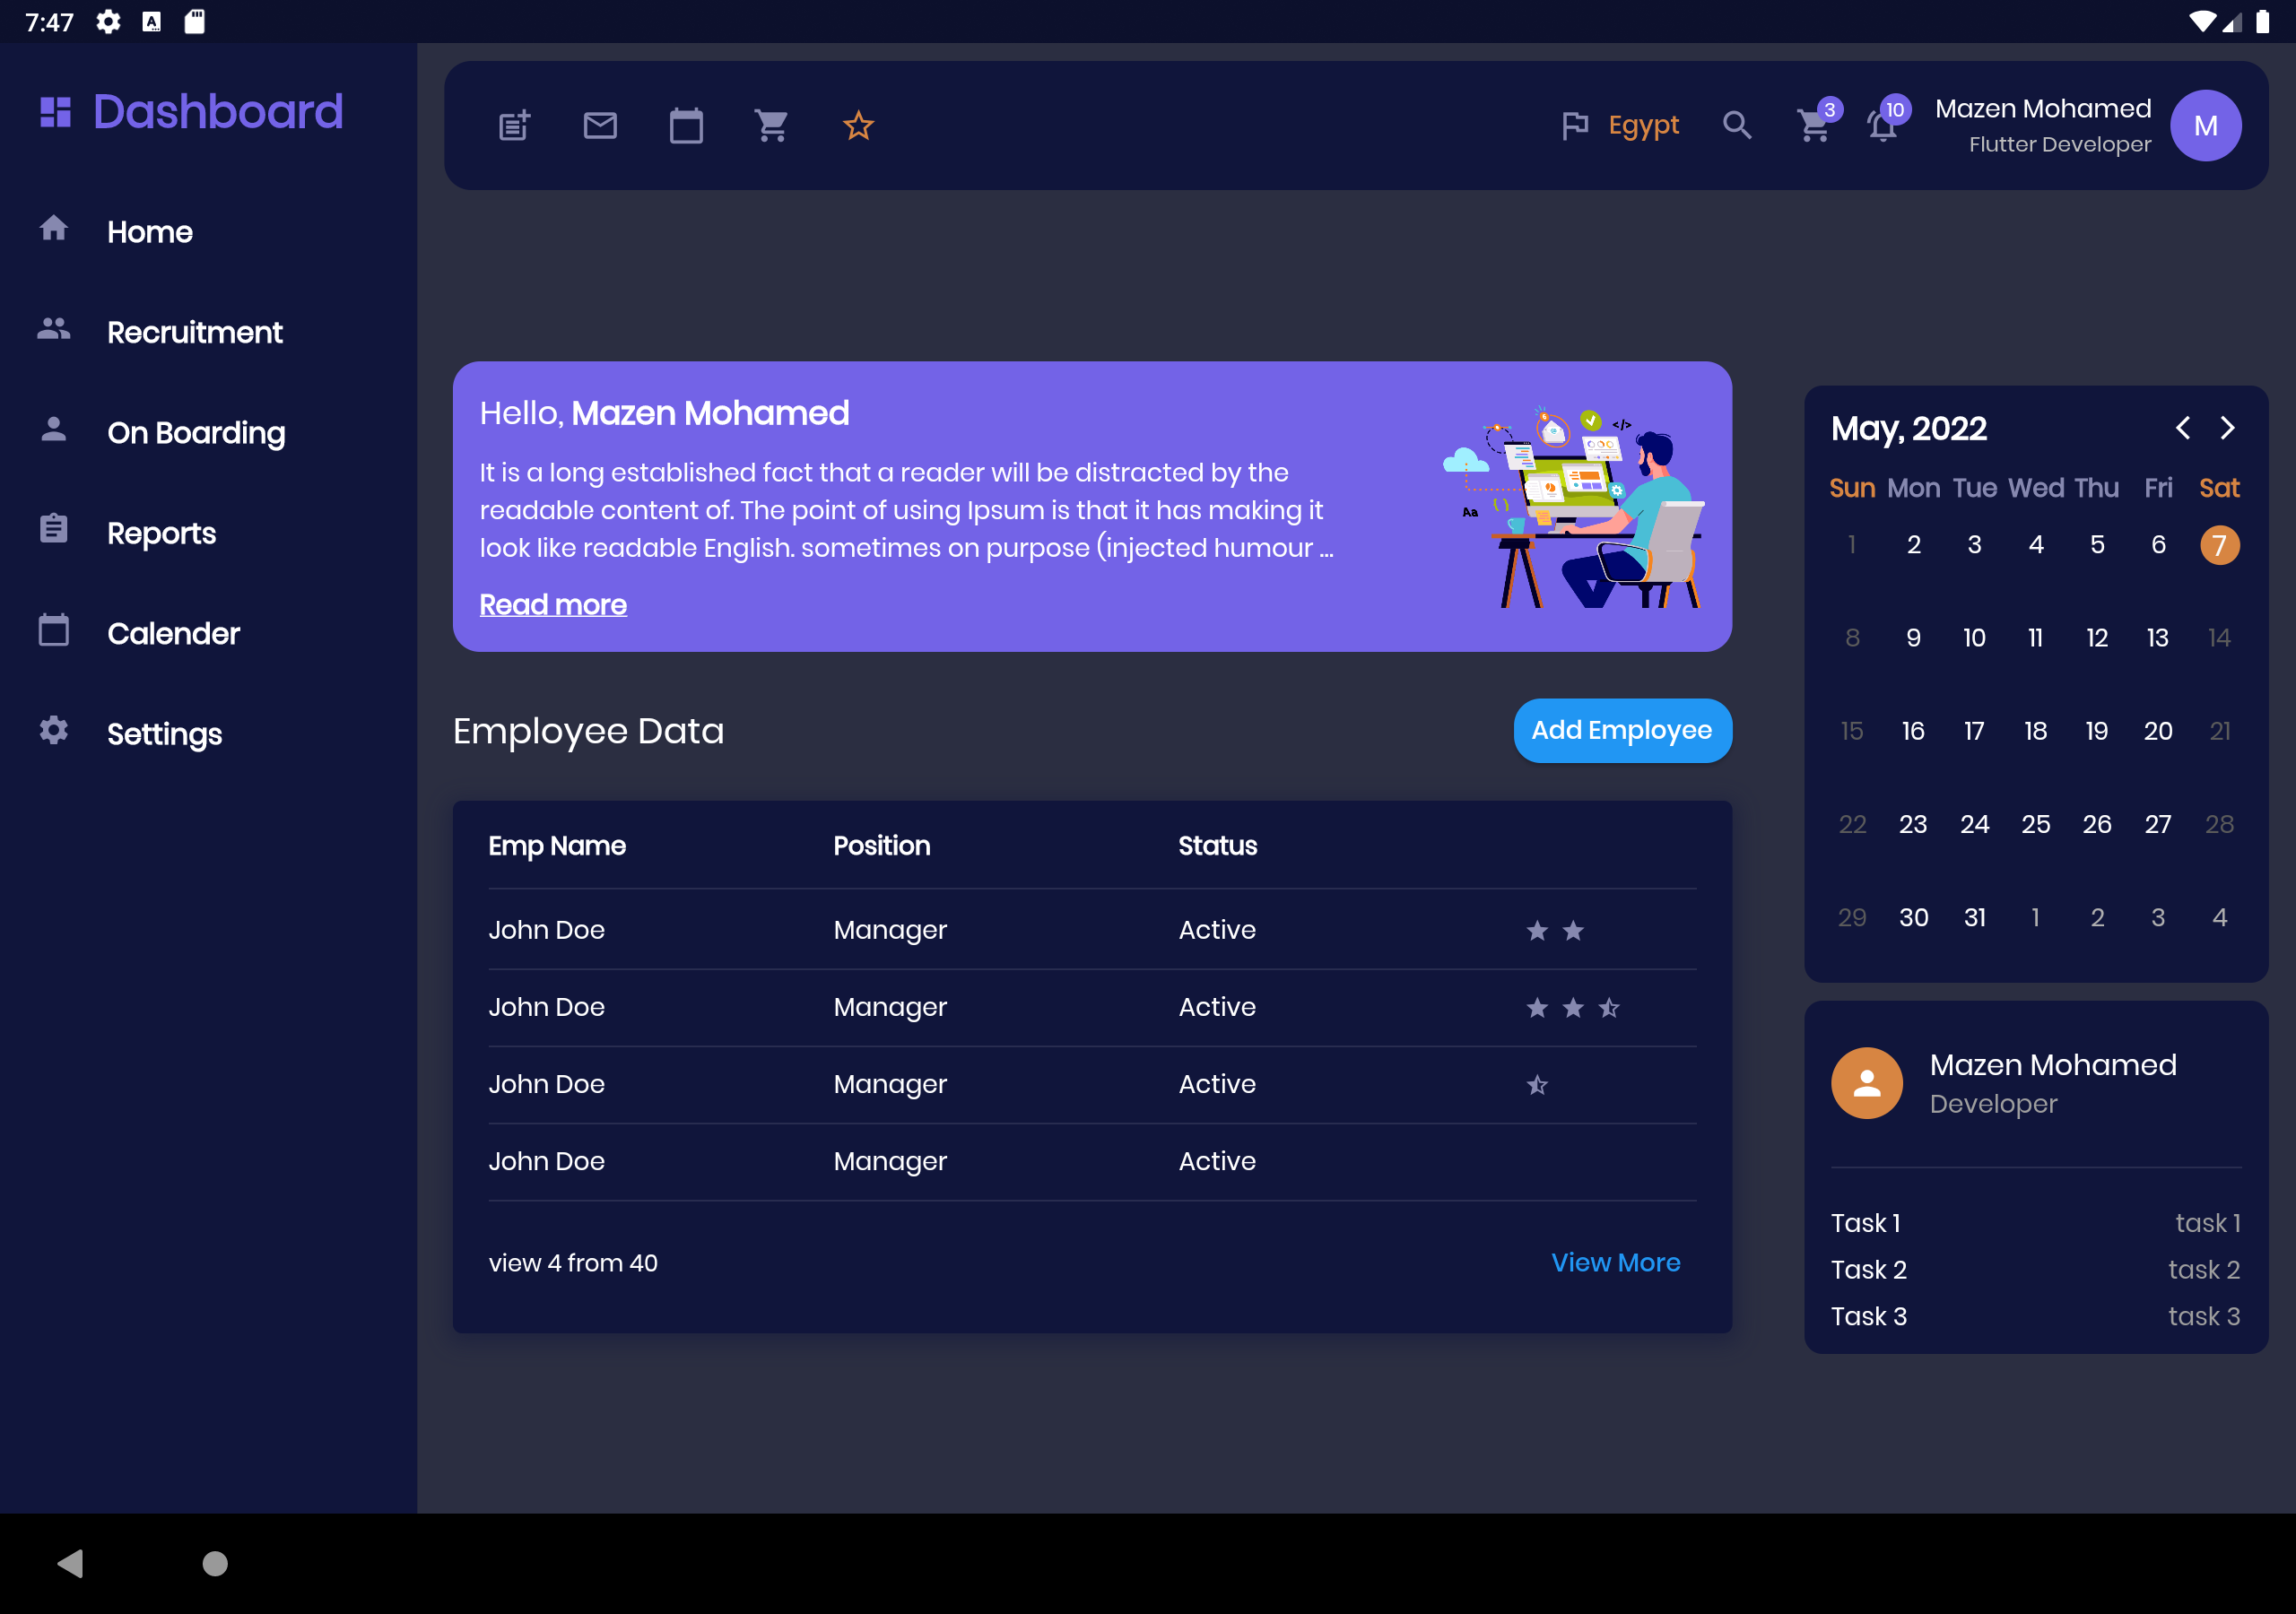 7:47
Dashboard
Home
Recruitment
On Boarding
Reports
Calender
Settings
Egypt
3
10
Mazen Mohamed
Flutter Developer
M
Hello, Mazen Mohamed
It is a long established fact that a reader will be distracted by the
readable content of. The point of using Ipsum is that it has making it
look like readable English. sometimes on purpose (injected humour ...
Read more
</>
{ }
Aa
Employee Data
Add Employee
Emp Name Position Status
John Doe Manager Active
John Doe Manager Active
John Doe Manager Active
John Doe Manager Active
view 4 from 40
View More
May, 2022
Sun Mon Tue Wed Thu Fri Sat
1 2 3 4 5 6 7
8 9 10 11 12 13 14
15 16 17 18 19 20 21
22 23 24 25 26 27 28
29 30 31 1 2 3 4
Mazen Mohamed
Developer
Task 1 task 1
Task 2 task 2
Task 3 task 3